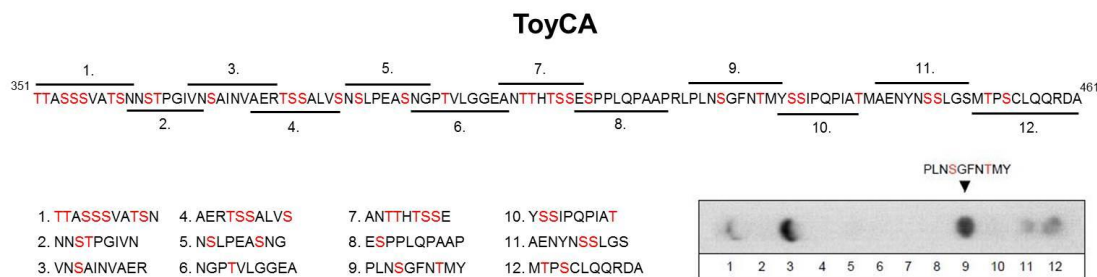 ToyCA
1. 3. 5. 7. 9. 11.
351 TTASSSVATSNNSTPGIVNSAINVAERTSSALVSNSLPEASNGPTVLGGEANTTHTSSESPPLQPAAPRLPLNSGFNTMYSSIPQPIATMAENYNSSLGSMTPSCLQQRDA 461
2. 4. 6. 8. 10. 12.
PLNSGFNTMY
1. TTASSSVATSN 4. AERTSSALVS 7. ANTTHTSSE 10. YSSIPQPIAT
2. NNSTPGIVN 5. NSLPEASNG 8. ESPPLQPAAP 11. AENYNSSLGS
3. VNSAINVAER 6. NGPTVLGGEA 9. PLNSGFNTMY 12. MTPSCLQQRDA
1 2 3 4 5 6 7 8 9 10 11 12